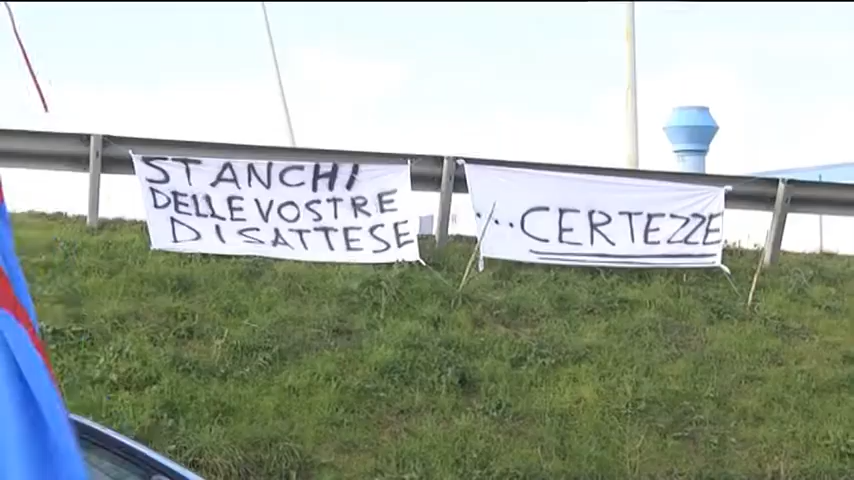 STANCHI
DELLE VOSTRE
DISATTESE
... CERTEZZE